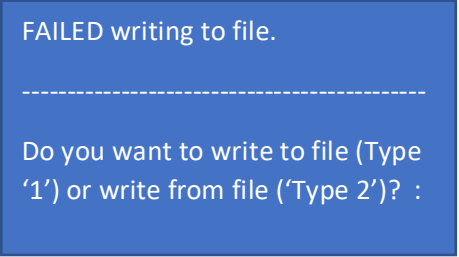 FAILED writing to file.
---------------------------------------------
Do you want to write to file (Type
‘1’) or write from file (‘Type 2’)?  :